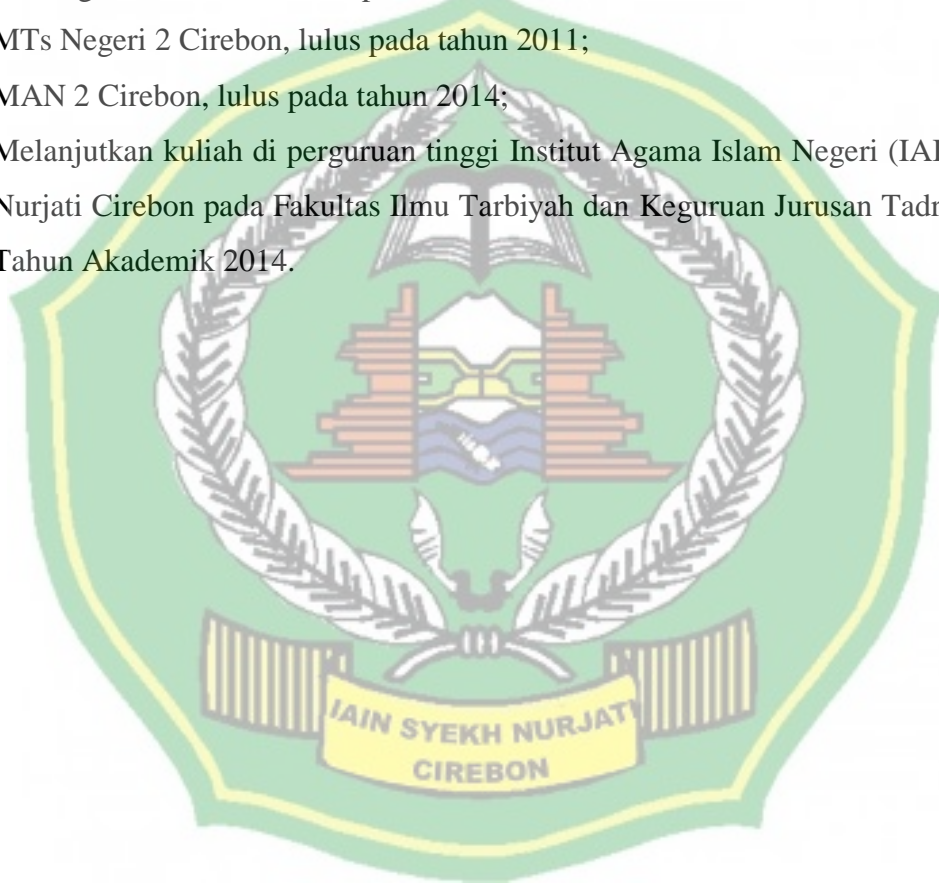 MTs Negeri 2 Cirebon, lulus pada tahun 2011;
MAN 2 Cirebon, lulus pada tahun 2014;
Melanjutkan kuliah di perguruan tinggi Institut Agama Islam Negeri (IAI
Nurjati Cirebon pada Fakultas Ilmu Tarbiyah dan Keguruan Jurusan Tadr
Tahun Akademik 2014.
IAIN SYEKH NURJATI
CIREBON